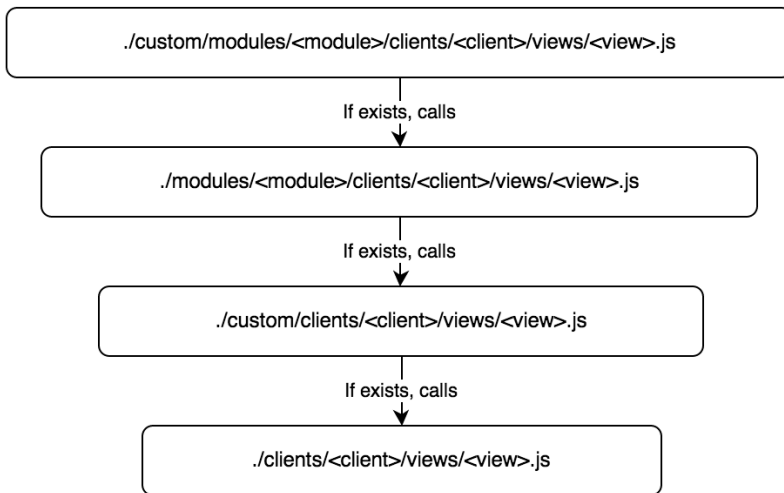 ./custom/modules/<module>/clients/<client>/views/<view>.js
If exists, calls
./modules/<module>/clients/<client>/views/<view>.js
If exists, calls
./custom/clients/<client>/views/<view>.js
If exists, calls
./clients/<client>/views/<view>.js